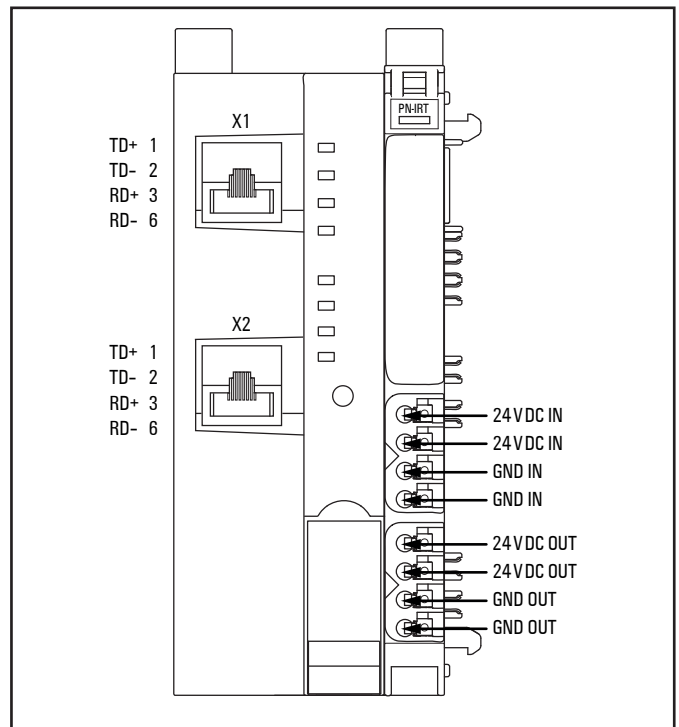 PN-IRT
X1
TD+ 1
TD- 2
RD+ 3
RD- 6
X2
TD+ 1
TD- 2
RD+ 3
RD- 6
24 V DC IN
24 V DC IN
GND IN
GND IN
24 V DC OUT
24 V DC OUT
GND OUT
GND OUT